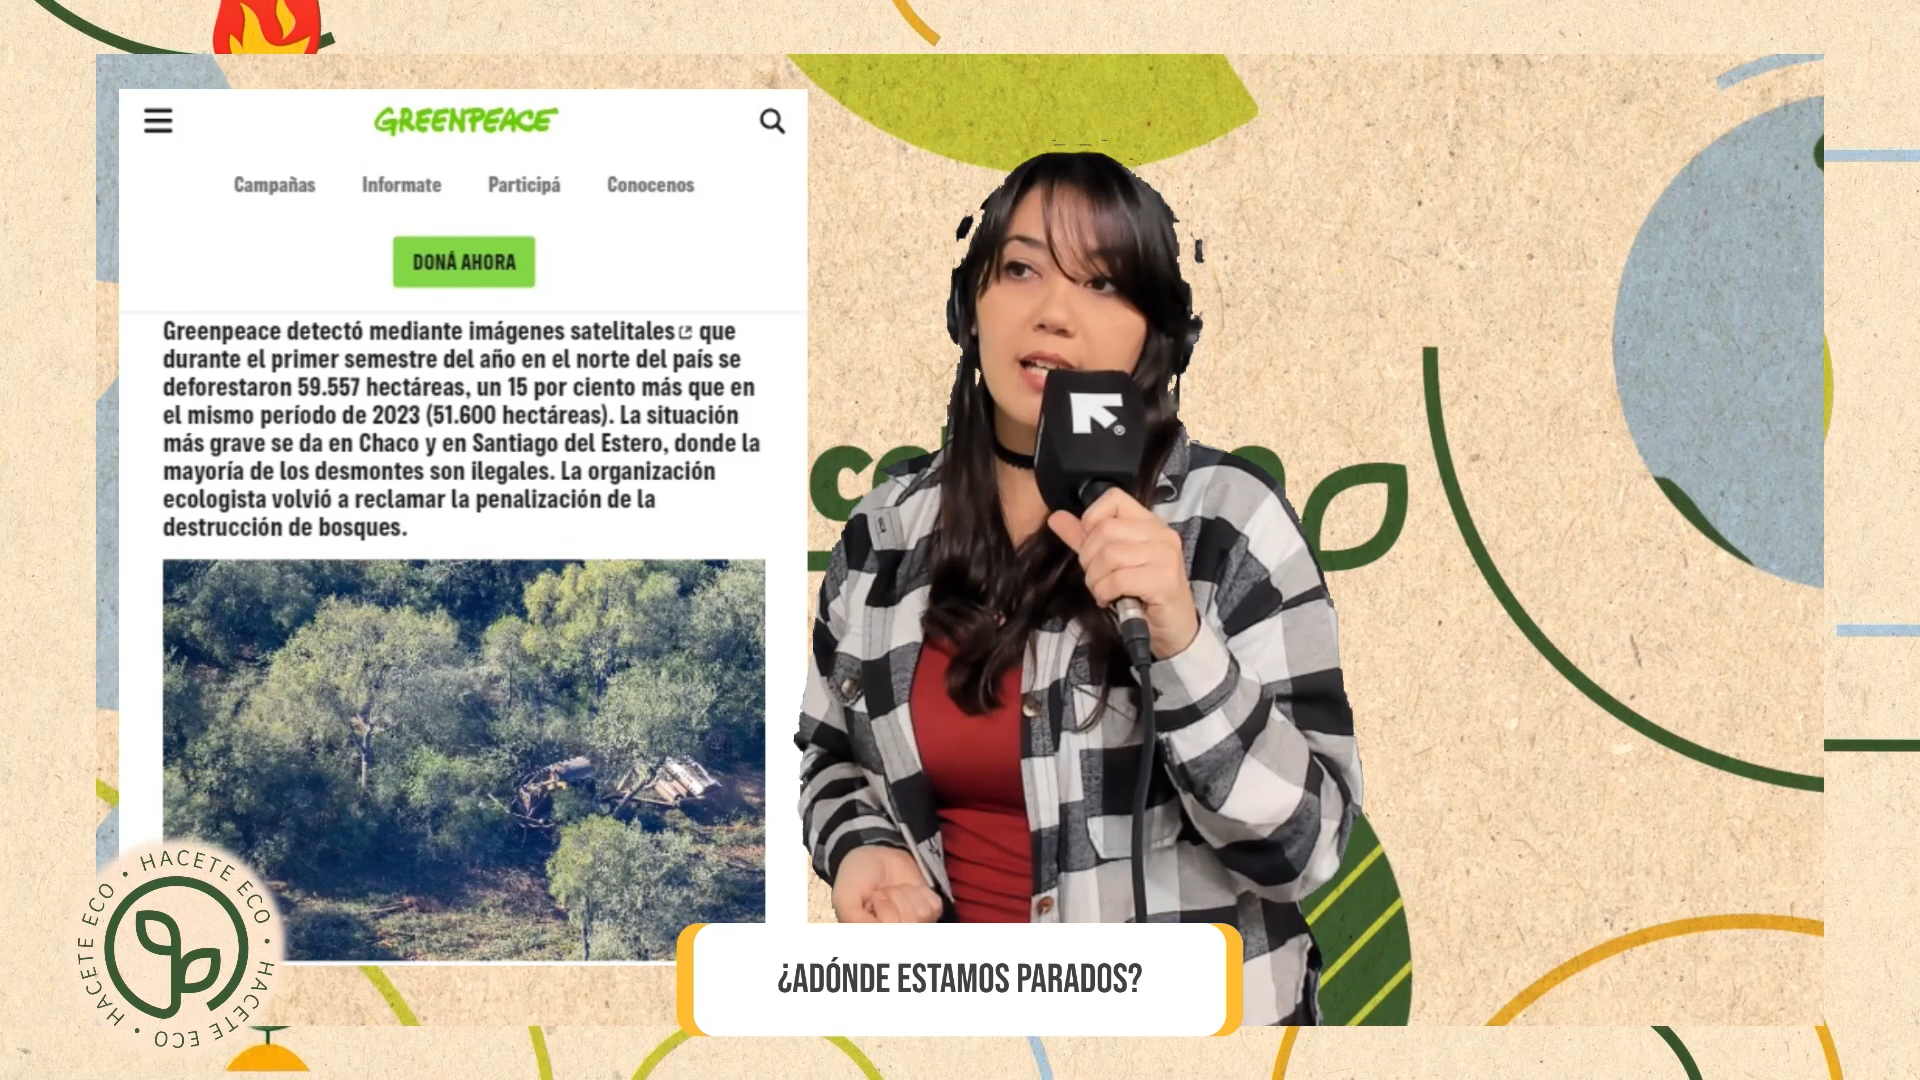 GREENPEACE
Campañas Informate Participá Conocenos
DONÁ AHORA
Greenpeace detectó mediante imágenes satelitales que
durante el primer semestre del año en el norte del país se
deforestaron 59.557 hectáreas, un 15 por ciento más que en
el mismo período de 2023 (51.600 hectáreas). La situación
más grave se da en Chaco y en Santiago del Estero, donde la
mayoría de los desmontes son ilegales. La organización
ecologista volvió a reclamar la penalización de la
destrucción de bosques.
HACETE ECO • HACETE ECO • HACETE ECO • HACETE ECO •
¿ADÓNDE ESTAMOS PARADOS?